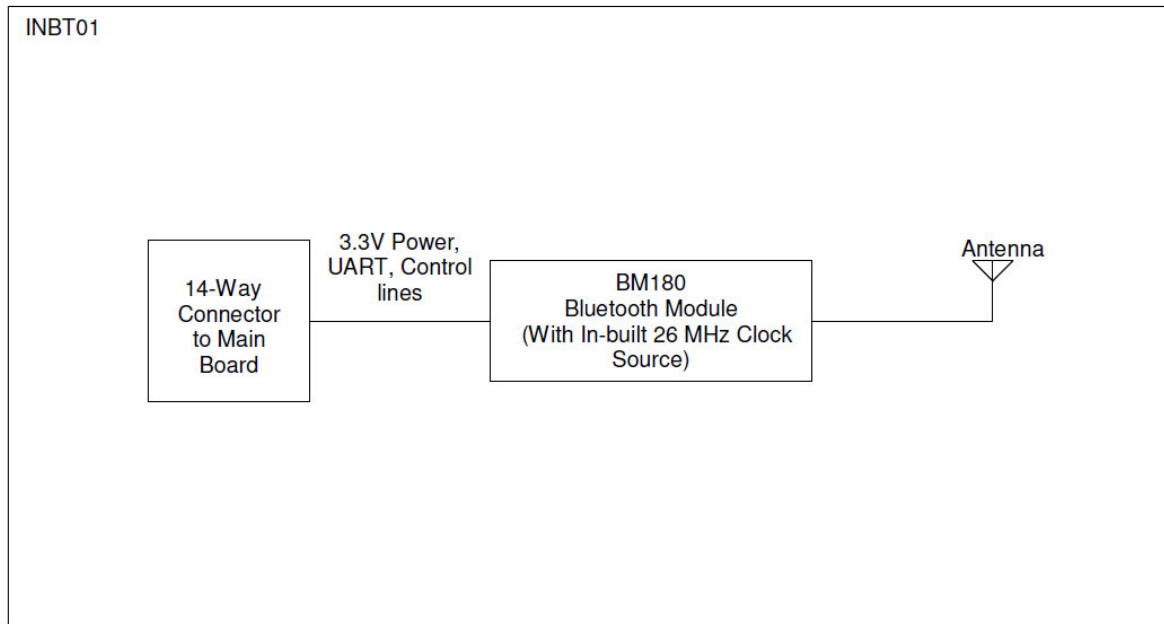 INBT01
14-Way
Connector
to Main
Board
3.3V Power,
UART, Control
lines
BM180
Bluetooth Module
(With In-built 26 MHz Clock
Source)
Antenna